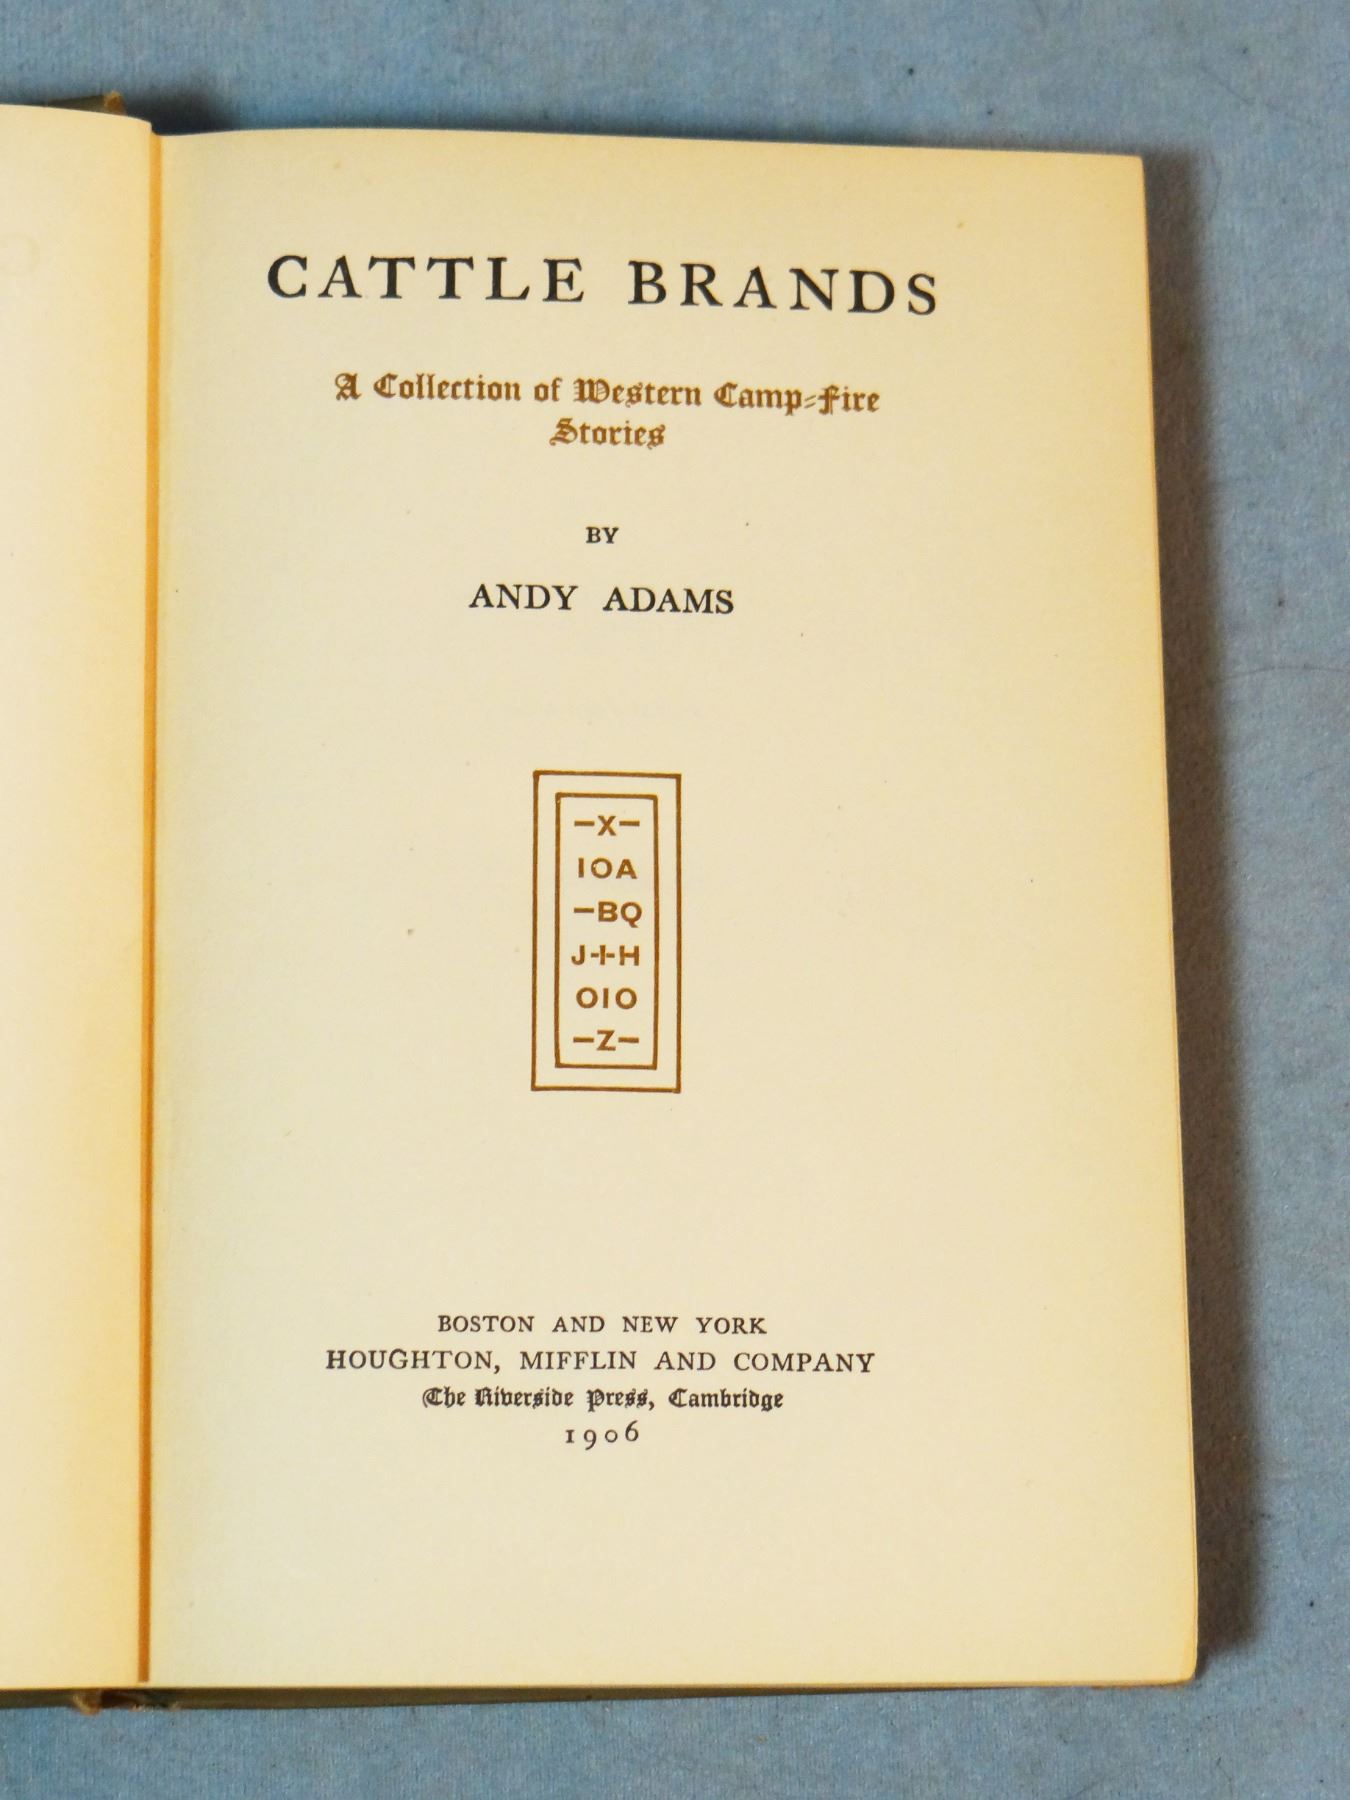 CATTLE BRANDS
A Collection of Western Camp-Fire
Stories
BY
ANDY ADAMS
–X–
IOA
–BQ
J+H
OIO
–Z–
BOSTON AND NEW YORK
HOUGHTON, MIFFLIN AND COMPANY
The Riverside Press, Cambridge
1906